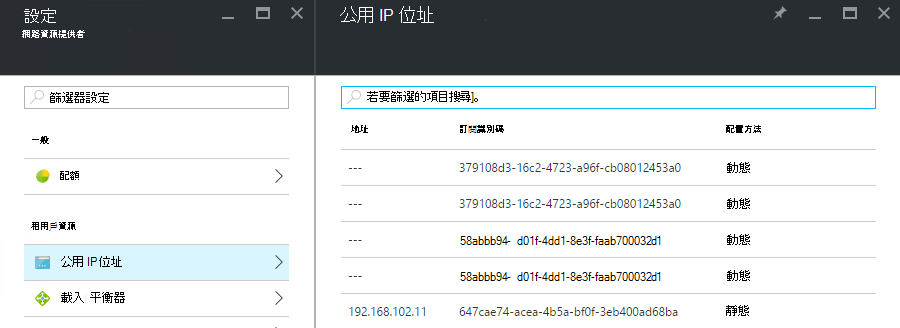 設定
網路資源提供者
篩選器設定
一般
配額
租用戶資源
公用 IP位址
載入 平衡器
公用 IP 位址
若要篩選的項目搜尋]。
地址 訂閱識別碼 配置方法
--- 379108d3-16c2-4723-a96f-cb08012453a0 動態
--- 379108d3-16c2-4723-a96f-cb08012453a0 動態
--- 58abbb94- d01f-4dd1-8e3f-faab700032d1 動態
--- 58abbb94- d01f-4dd1-8e3f-faab700032d1 動態
192.168.102.11 647cae74-acea-4b5a-bf0f-3eb400ad68ba 靜態